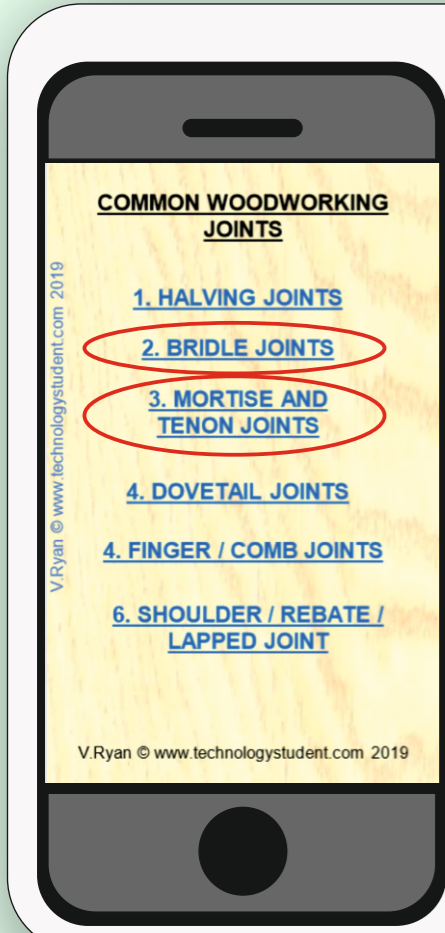 COMMON WOODWORKING
JOINTS
1. HALVING JOINTS
2. BRIDLE JOINTS
3. MORTISE AND
TENON JOINTS
4. DOVETAIL JOINTS
4. FINGER / COMB JOINTS
6. SHOULDER / REBATE /
LAPPED JOINT
V.Ryan © www.technologystudent.com 2019
V.Ryan © www.technologystudent.com 2019